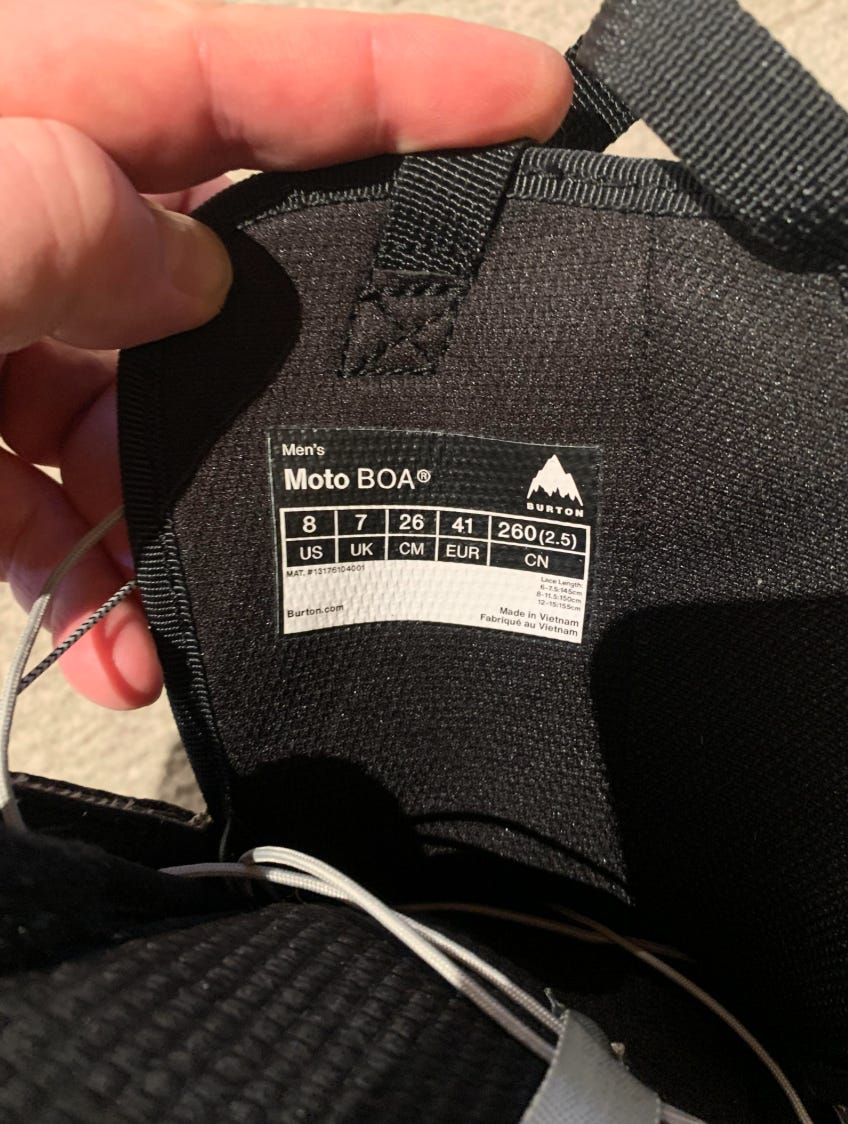 Men's
Moto BOA®
BURTON
8 7 26 41 260(2.5)
US UK CM EUR CN
MAT. #13176104001
Lace Length:
6-7.5:145cm
8-11.5:150cm
12-15:155cm
Burton.com
Made in Vietnam
Fabriqué au Vietnam